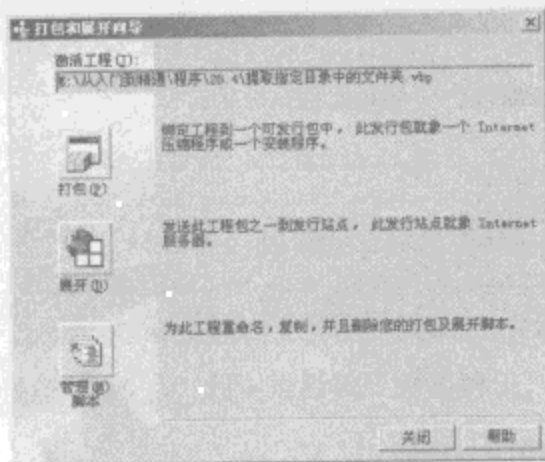 打包和展开向导
激活工程(T):
E:\从入门到精通\程序\20.4\提取指定目录中的文件夹.vbp
绑定工程到一个可发行包中，此发行包就象一个 Internet
压缩程序或一个安装程序。
打包(P)
发送此工程包之一到发行站点，此发行站点就象 Internet
服务器。
展开(D)
为此工程重命名，复制，并且删除您的打包及展开脚本。
管理(M)
脚本
关闭
帮助